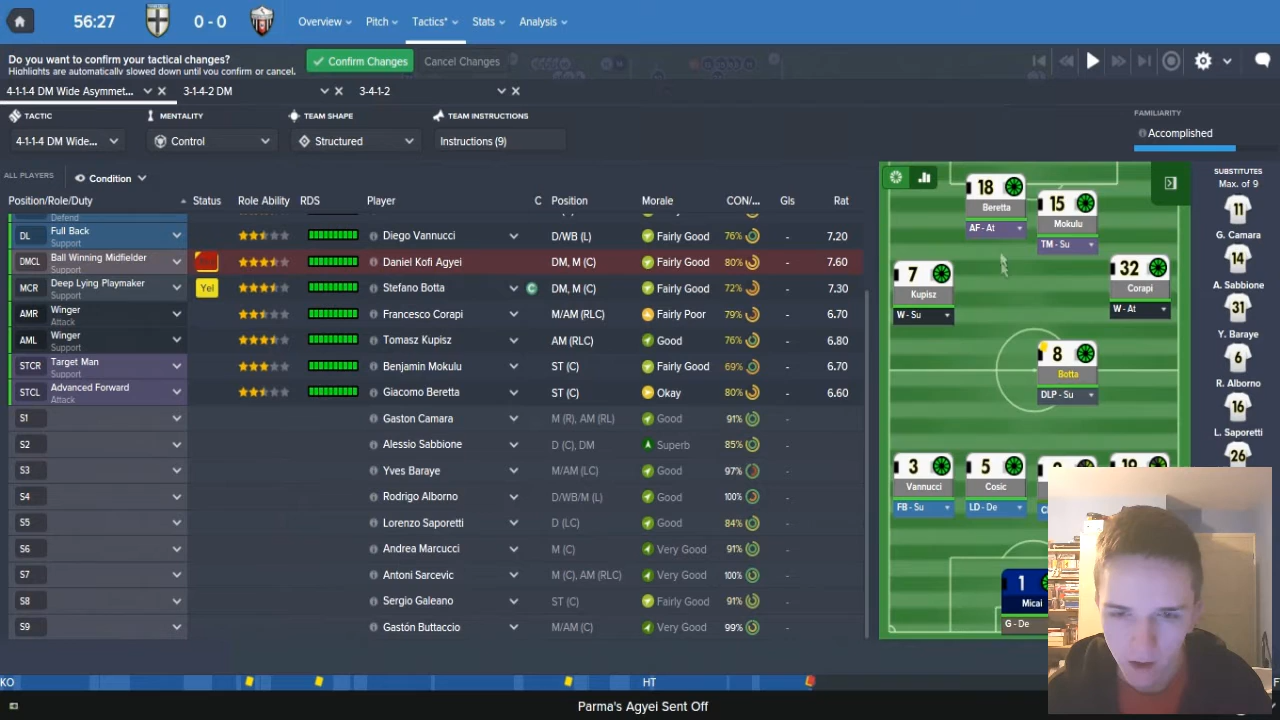 56:27 0 - 0 Overview Pitch Tactics* Stats Analysis
Do you want to confirm your tactical changes?
Highlights are automatically slowed down until you confirm or cancel.
Confirm Changes Cancel Changes
4-1-1-4 DM Wide Asymmet... 3-1-4-2 DM 3-4-1-2
TACTIC MENTALITY TEAM SHAPE TEAM INSTRUCTIONS FAMILIARITY
4-1-1-4 DM Wide... Control Structured Instructions (9) Accomplished
ALL PLAYERS Condition
Position/Role/Duty Status Role Ability RDS Player C Position Morale CON/... Gls Rat
Defend
DL Full Back Support Diego Vannucci D/WB (L) Fairly Good 76% - 7.20
DMCL Ball Winning Midfielder Support Daniel Kofi Agyei DM, M (C) Fairly Good 80% - 7.60
MCR Deep Lying Playmaker Support Yel Stefano Botta C DM, M (C) Fairly Good 72% - 7.30
AMR Winger Attack Francesco Corapi M/AM (RLC) Fairly Poor 79% - 6.70
AML Winger Support Tomasz Kupisz AM (RLC) Good 76% - 6.80
STCR Target Man Support Benjamin Mokulu ST (C) Fairly Good 69% - 6.70
STCL Advanced Forward Attack Giacomo Beretta ST (C) Okay 80% - 6.60
S1 Gaston Camara M (R), AM (RL) Good 91% -
S2 Alessio Sabbione D (C), DM Superb 85% -
S3 Yves Baraye M/AM (LC) Good 97% -
S4 Rodrigo Alborno D/WB/M (L) Good 100% -
S5 Lorenzo Saporetti D (LC) Good 84% -
S6 Andrea Marcucci M (C) Very Good 91% -
S7 Antoni Sarcevic M (C), AM (RLC) Very Good 100% -
S8 Sergio Galeano ST (C) Fairly Good 91% -
S9 Gastón Buttaccio M/AM (C) Very Good 99% -
18
Beretta
AF - At
15
Mokulu
TM - Su
7
Kupisz
W - Su
32
Corapi
W - At
8
Botta
DLP - Su
3
Vannucci
FB - Su
5
Cosic
LD - De
19
1
Micai
G - De
SUBSTITUTES
Max. of 9
11
G. Camara
14
A. Sabbione
31
Y. Baraye
6
R. Alborno
16
L. Saporetti
26
KO HT
Parma's Agyei Sent Off